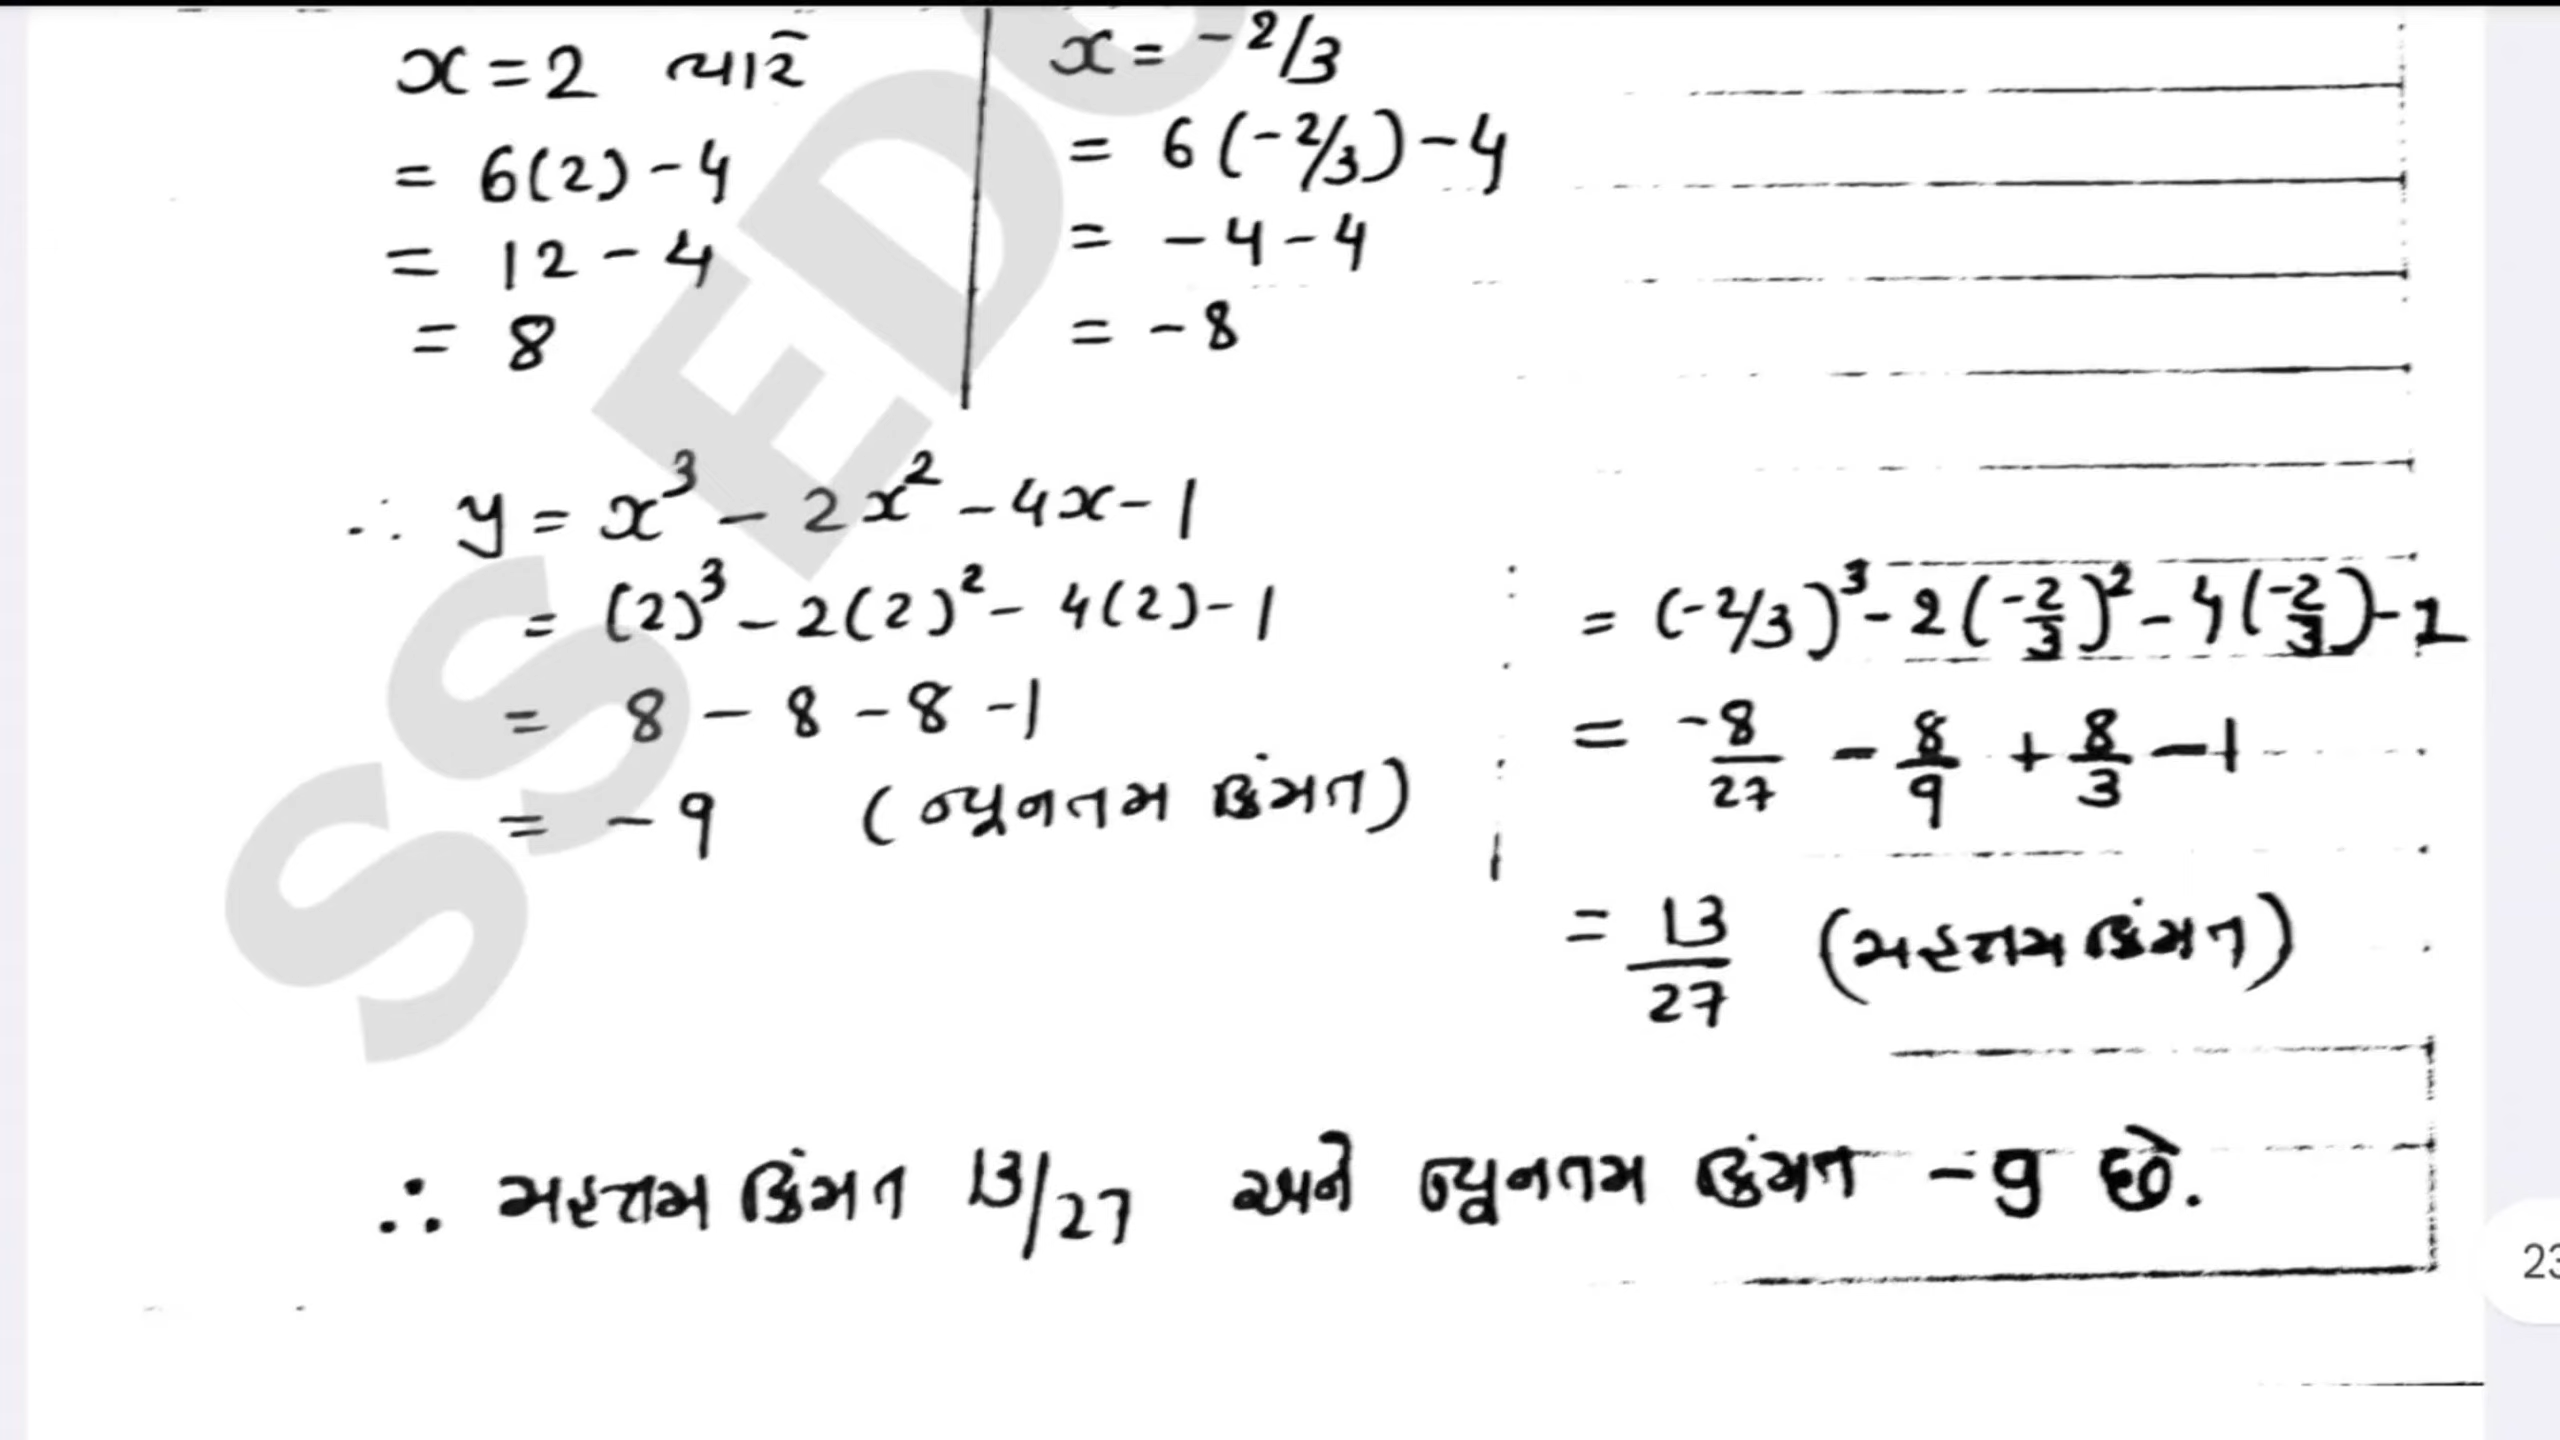 x = 2 ત્યારે
= 6(2) - 4
= 12 - 4
= 8
x = -2/3
= 6(-2/3) - 4
= -4 - 4
= -8
∴ y = x³ - 2x² - 4x - 1
= (2)³ - 2(2)² - 4(2) - 1
= 8 - 8 - 8 - 1
= -9 (ન્યૂનતમ કિંમત)
= (-2/3)³ - 2(-2/3)² - 4(-2/3) - 1
= -8/27 - 8/9 + 8/3 - 1
= 13/27 (મહત્તમ કિંમત)
∴ મહત્તમ કિંમત 13/27 અને ન્યૂનતમ કિંમત -9 છે.
23